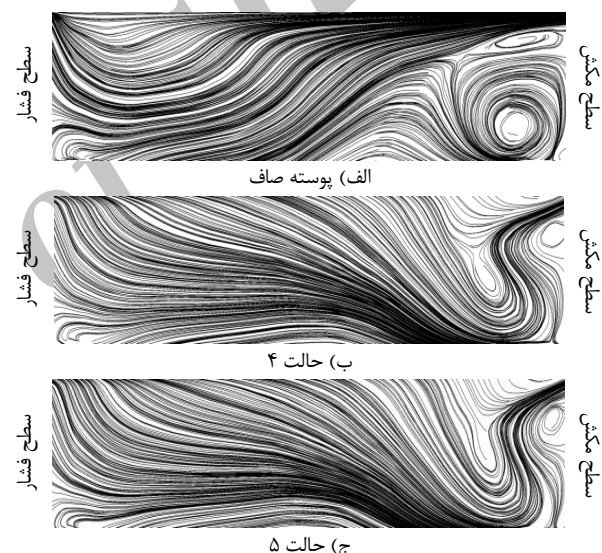 سطح فشار
سطح مکش
الف) پوسته صاف
سطح فشار
سطح مکش
ب) حالت ۴
سطح فشار
سطح مکش
ج) حالت ۵